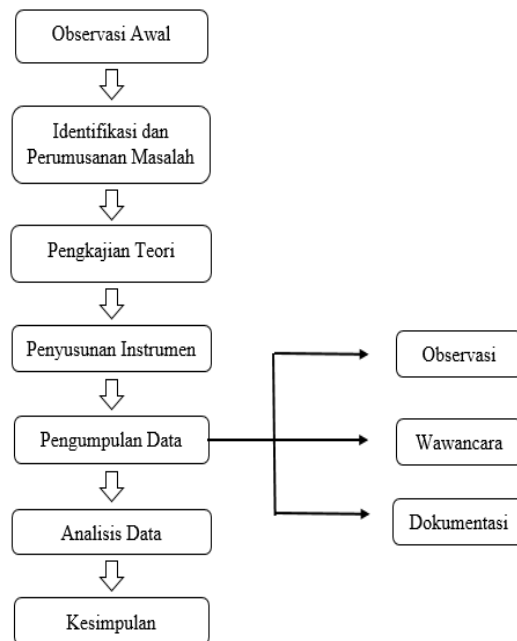 Observasi Awal
Identifikasi dan
Perumusanan Masalah
Pengkajian Teori
Penyusunan Instrumen
Pengumpulan Data
Analisis Data
Kesimpulan
Observasi
Wawancara
Dokumentasi